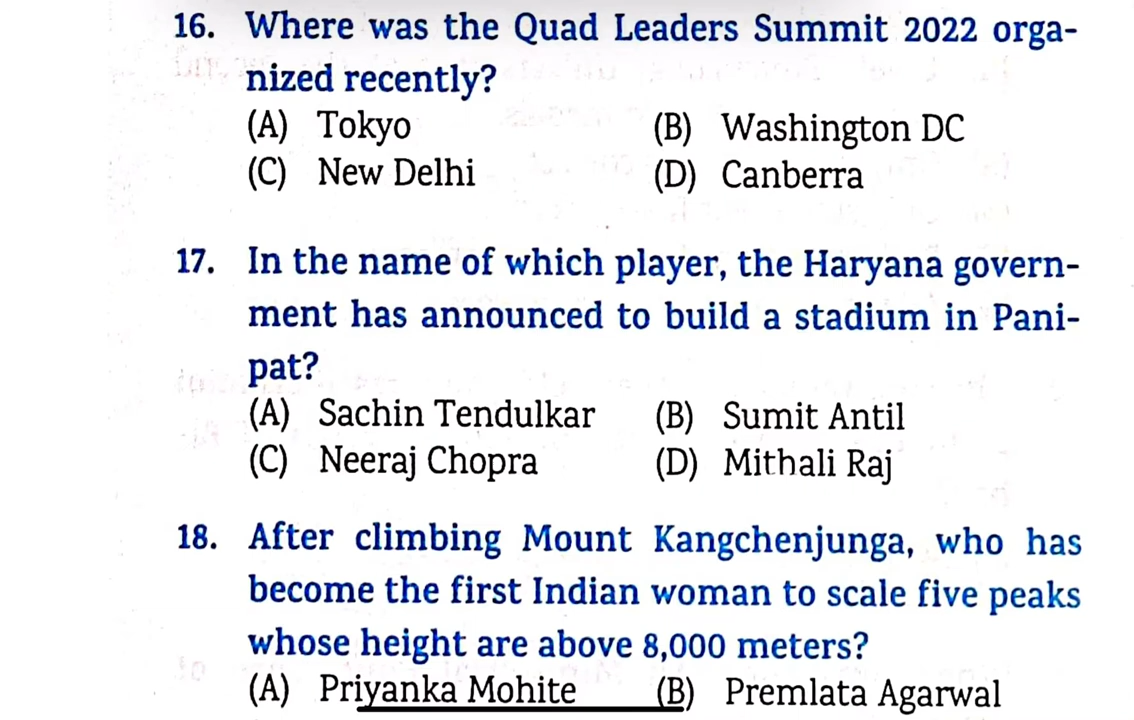 16. Where was the Quad Leaders Summit 2022 orga-
nized recently?
(A) Tokyo (B) Washington DC
(C) New Delhi (D) Canberra
17. In the name of which player, the Haryana govern-
ment has announced to build a stadium in Pani-
pat?
(A) Sachin Tendulkar (B) Sumit Antil
(C) Neeraj Chopra (D) Mithali Raj
18. After climbing Mount Kangchenjunga, who has
become the first Indian woman to scale five peaks
whose height are above 8,000 meters?
(A) Priyanka Mohite (B) Premlata Agarwal